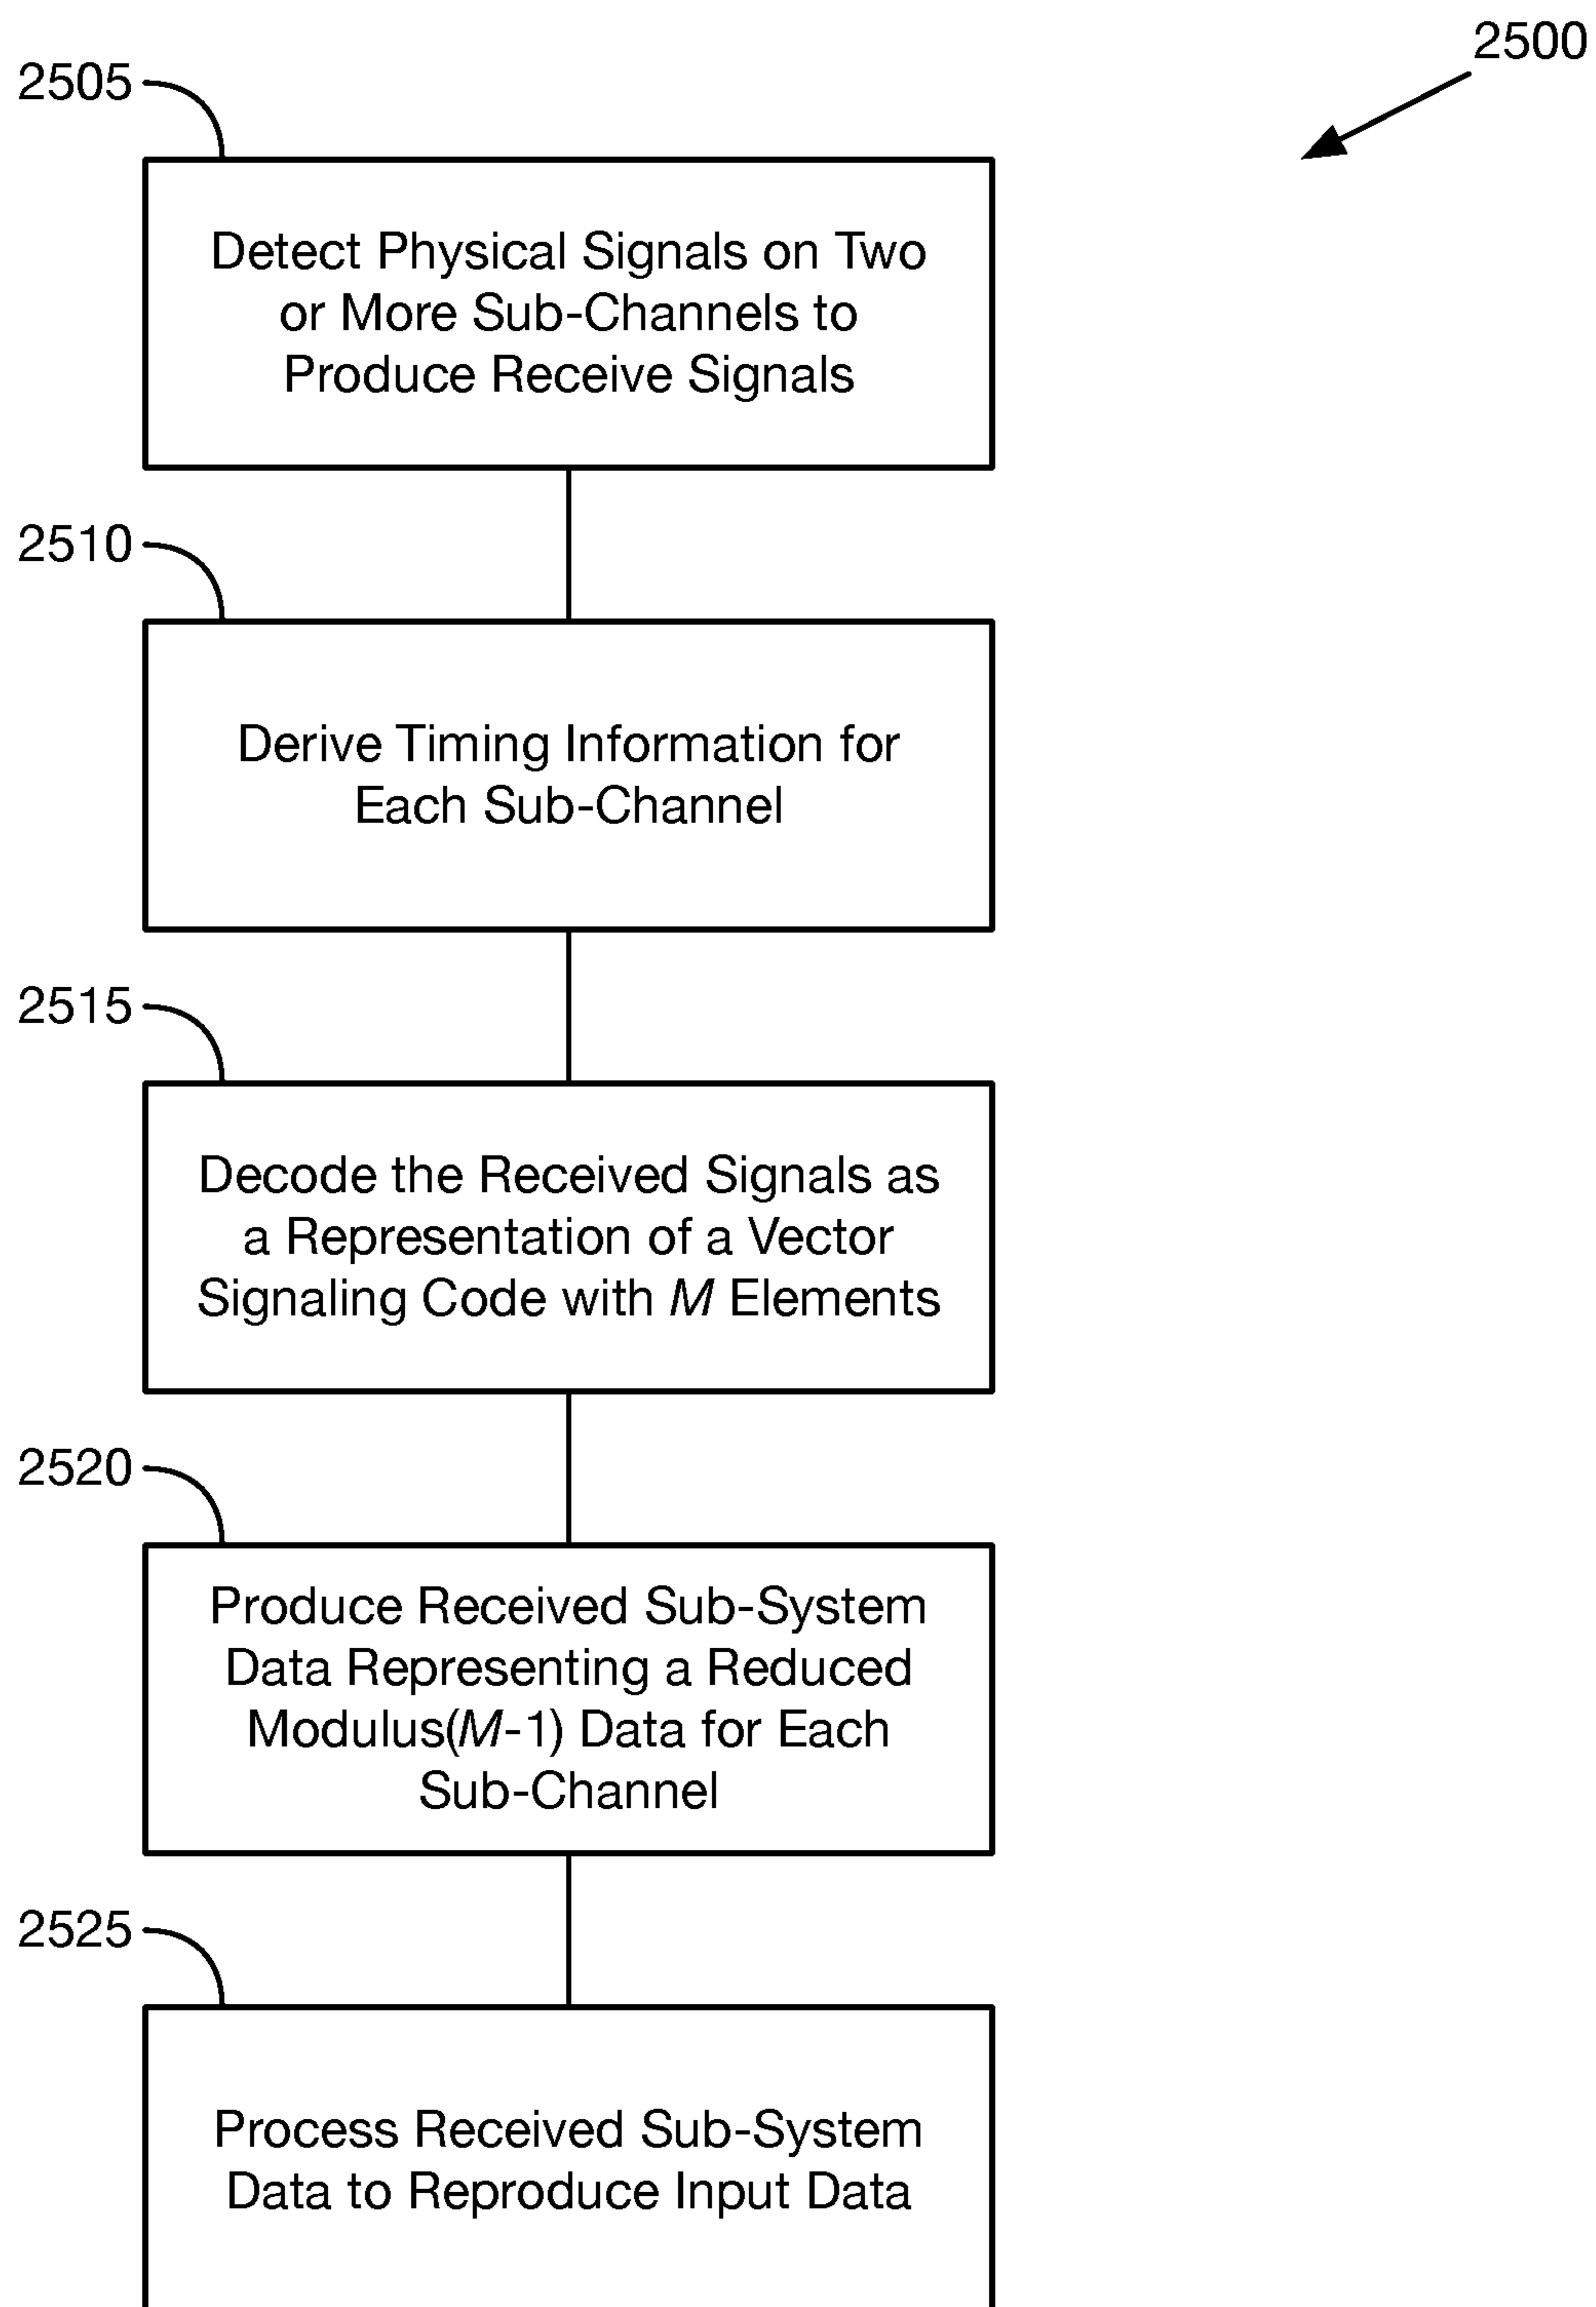 2500
2505
Detect Physical Signals on Two
or More Sub-Channels to
Produce Receive Signals
2510
Derive Timing Information for
Each Sub-Channel
2515
Decode the Received Signals as
a Representation of a Vector
Signaling Code with M Elements
2520
Produce Received Sub-System
Data Representing a Reduced
Modulus(M-1) Data for Each
Sub-Channel
2525
Process Received Sub-System
Data to Reproduce Input Data